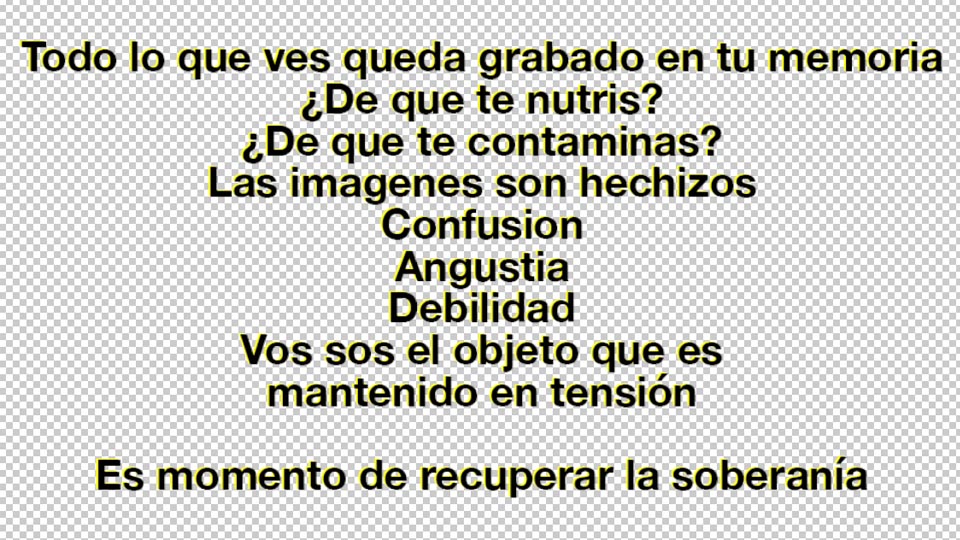 Todo lo que ves queda grabado en tu memoria
¿De que te nutris?
¿De que te contaminas?
Las imagenes son hechizos
Confusion
Angustia
Debilidad
Vos sos el objeto que es
mantenido en tensión
Es momento de recuperar la soberanía